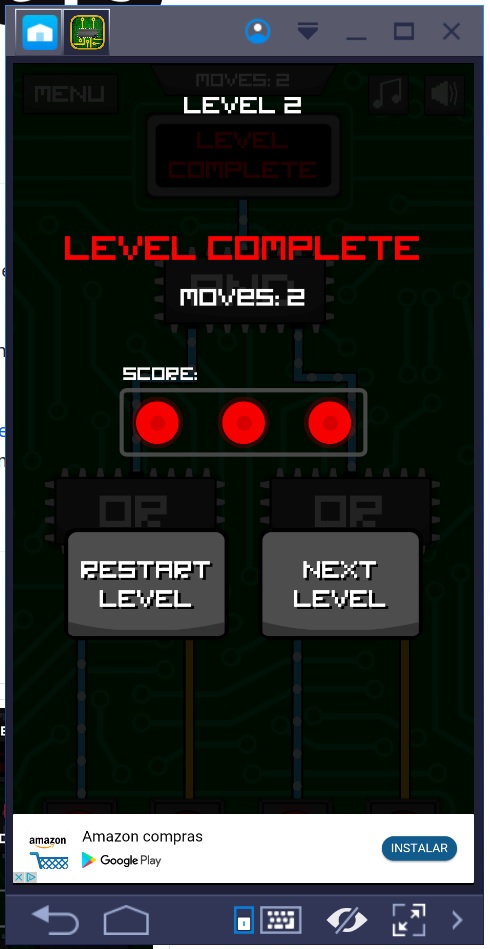 MOVES: 2
MENU
LEVEL 2
LEVEL
COMPLETE
LEVEL COMPLETE
AND
MOVES: 2
SCORE:
OR
OR
RESTART
LEVEL
NEXT
LEVEL
amazon
Amazon compras
Google Play
INSTALAR